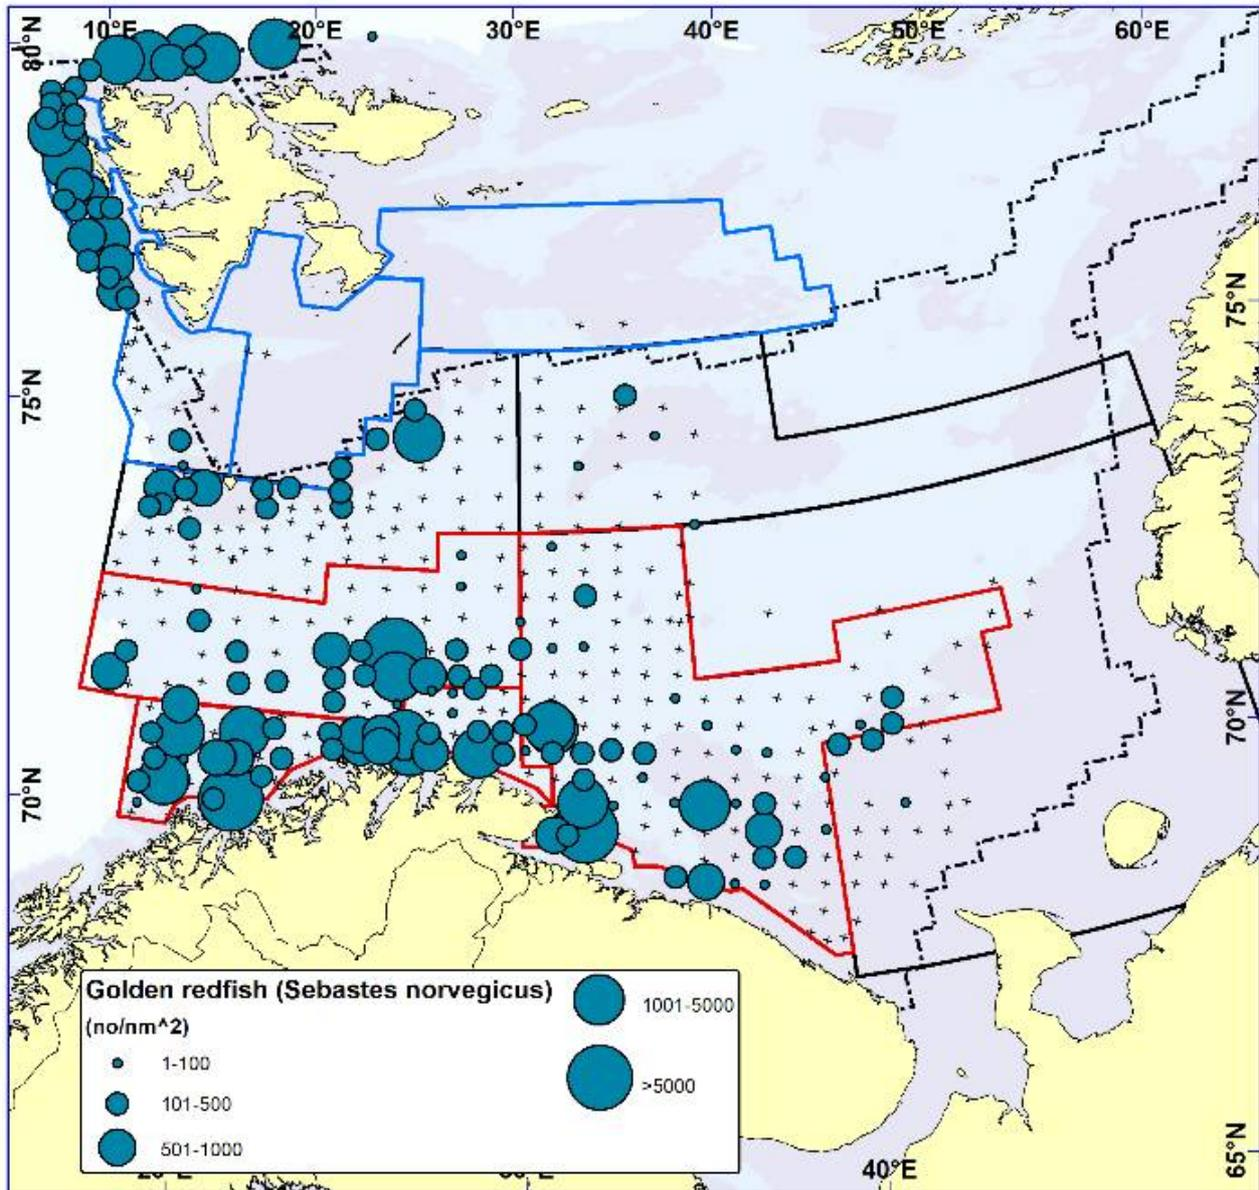 10°E 20°E 30°E 40°E 50°E 60°E
80°N
75°N
75°N
70°N
70°N
65°N
Golden redfish (Sebastes norvegicus)
(no/nm^2)
1-100
101-500
501-1000
1001-5000
>5000
40°E